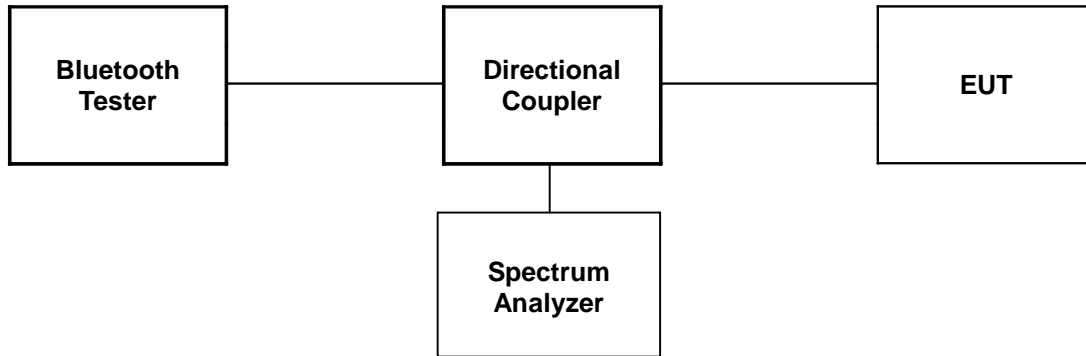 Bluetooth
Tester
Directional
Coupler
EUT
Spectrum
Analyzer